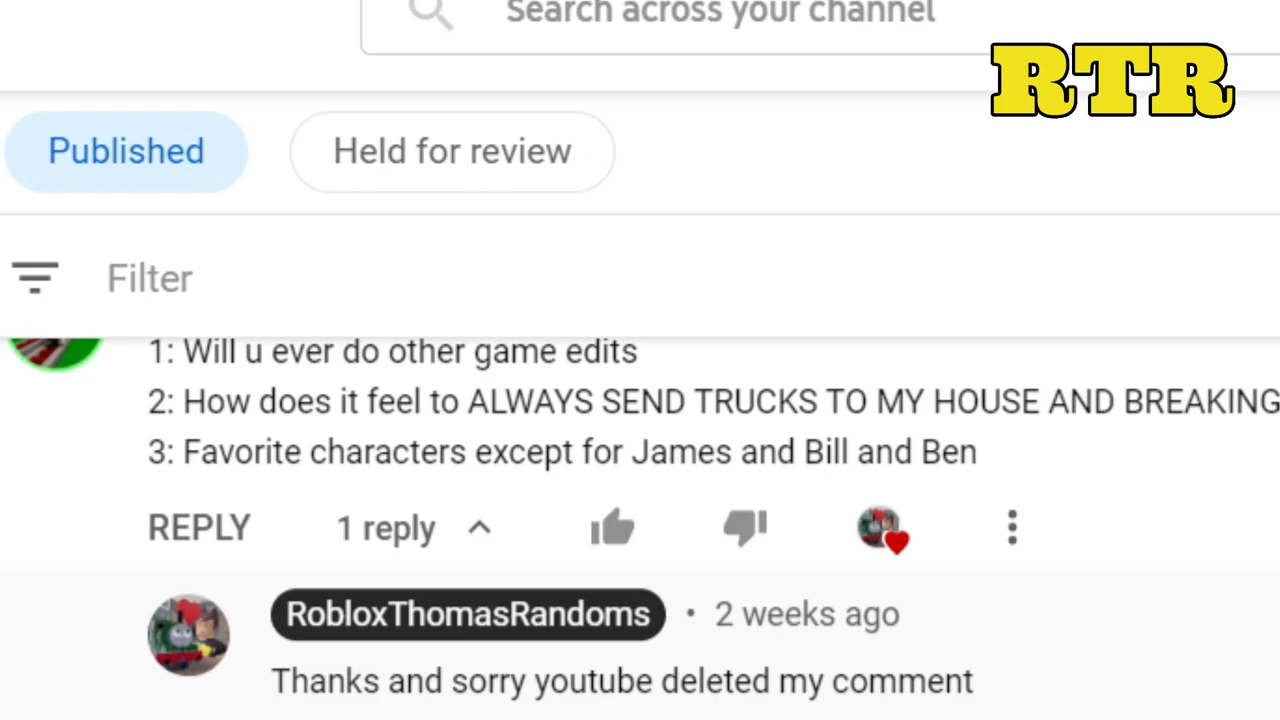 Search across your channel
RTR
Published
Held for review
Filter
1: Will u ever do other game edits
2: How does it feel to ALWAYS SEND TRUCKS TO MY HOUSE AND BREAKING
3: Favorite characters except for James and Bill and Ben
REPLY
1 reply
RobloxThomasRandoms • 2 weeks ago
Thanks and sorry youtube deleted my comment